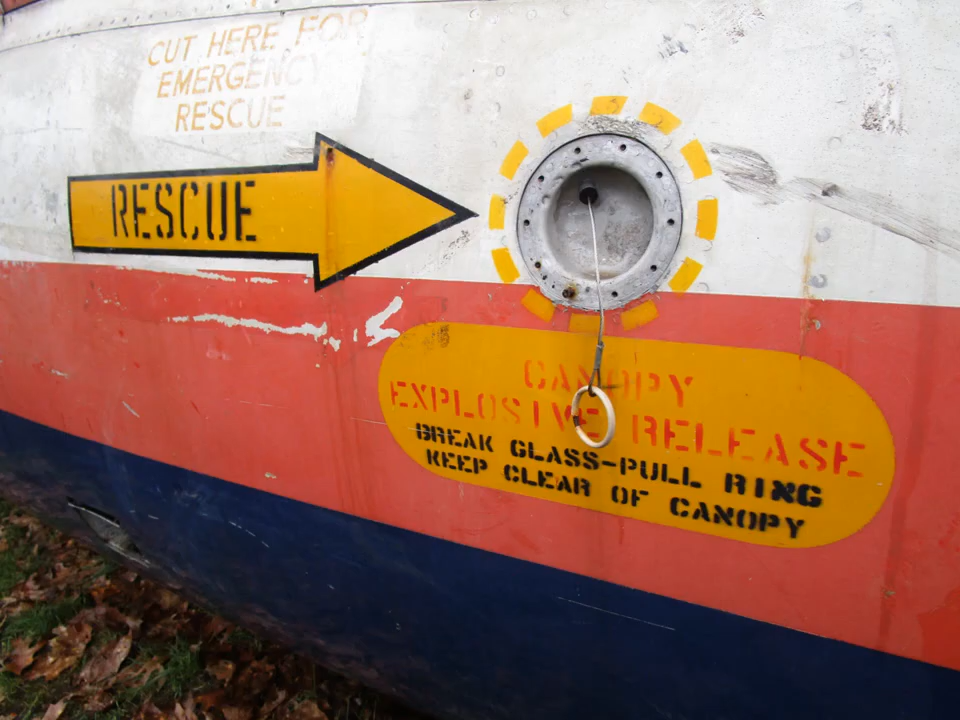 CUT HERE FOR
EMERGENCY
RESCUE
RESCUE
CANOPY
EXPLOSIVE RELEASE
BREAK GLASS-PULL RING
KEEP CLEAR OF CANOPY